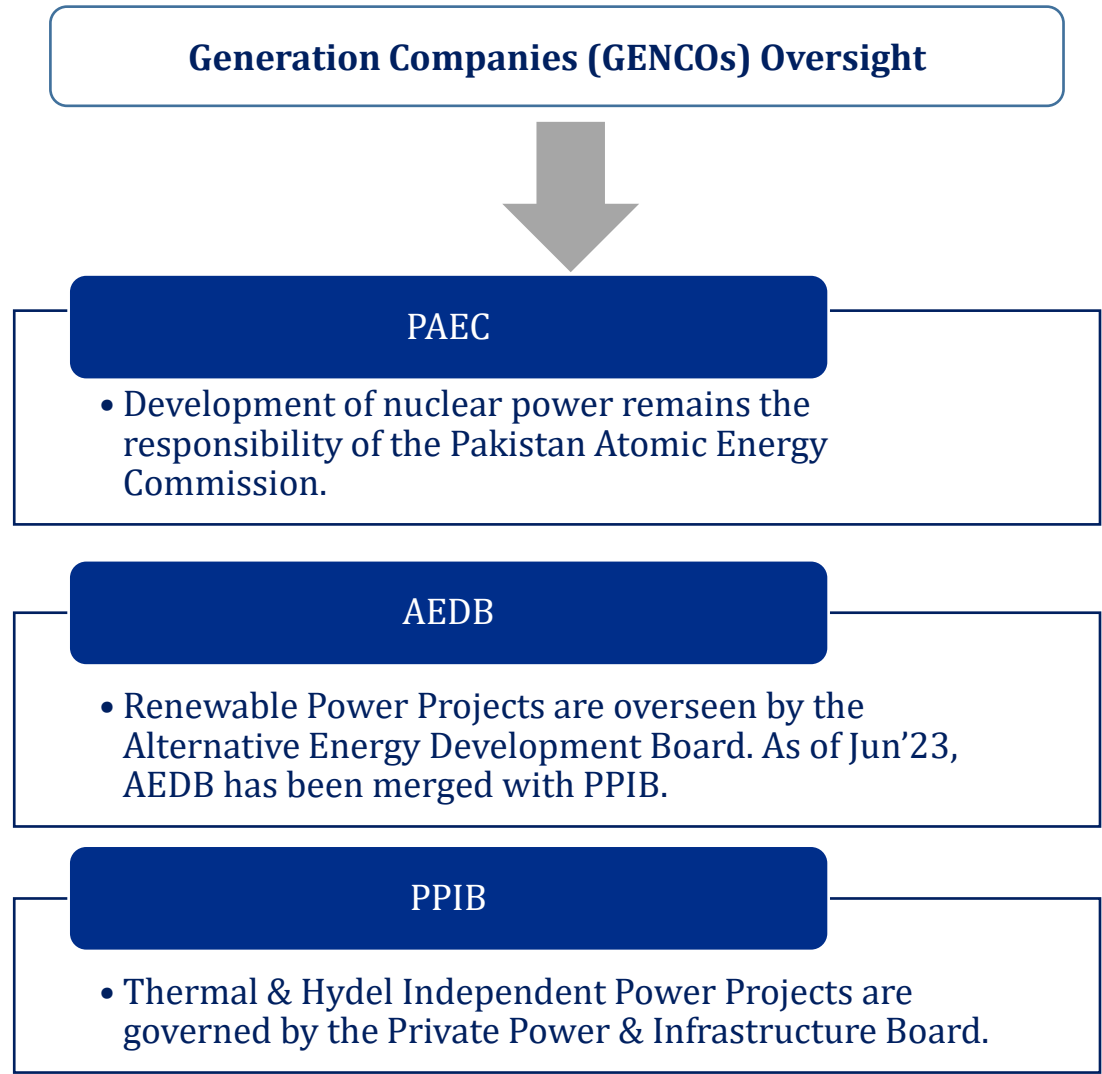 Generation Companies (GENCOs) Oversight
PAEC
• Development of nuclear power remains the
responsibility of the Pakistan Atomic Energy
Commission.
AEDB
• Renewable Power Projects are overseen by the
Alternative Energy Development Board. As of Jun’23,
AEDB has been merged with PPIB.
PPIB
• Thermal & Hydel Independent Power Projects are
governed by the Private Power & Infrastructure Board.